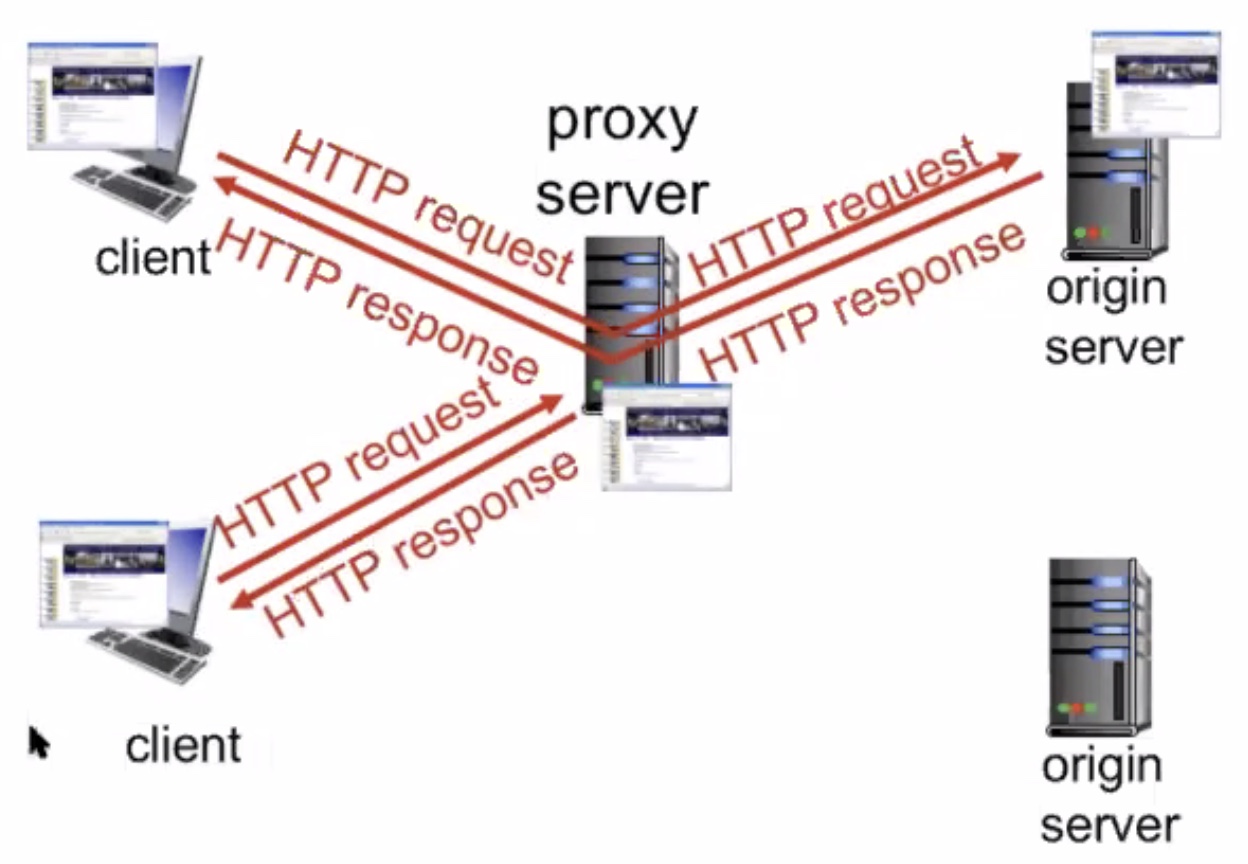 proxy
server
HTTP request
HTTP response
HTTP request
HTTP response
client
origin
server
HTTP request
HTTP response
client
origin
server